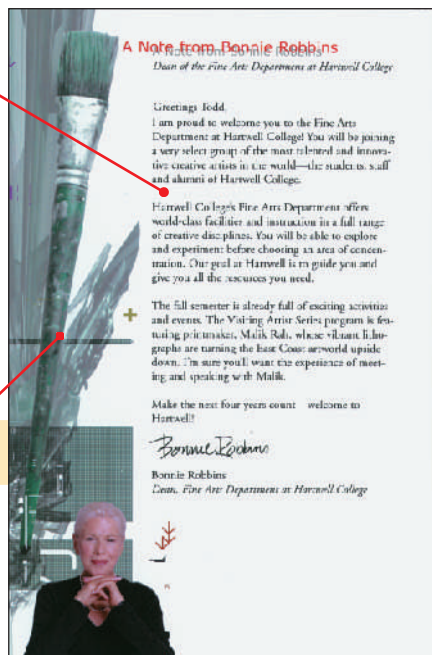 A Note from Bonnie Robbins
Dean of the Fine Arts Department at Hartwell College
Greetings Todd,
I am proud to welcome you to the Fine Arts
Department at Hartwell College! You will be joining
a very select group of the most talented and innova-
tive creative artists in the world—the students, staff
and alumni of Hartwell College.
Hartwell College's Fine Arts Department offers
world-class facilities and instruction in a full range
of creative disciplines. You will be able to explore
and experiment before choosing an area of concen-
tration. Our goal at Hartwell is to guide you and
give you all the resources you need.
The fall semester is already full of exciting activities
and events. The Visiting Artist Series program is fea-
turing printmaker, Malik Rah, whose vibrant litho-
graphs are turning the East Coast artworld upside
down. I'm sure you'll want the experience of meet-
ing and speaking with Malik.
Make the next four years count—welcome to
Hartwell!
Bonnie Robbins
Bonnie Robbins
Dean, Fine Arts Department at Hartwell College